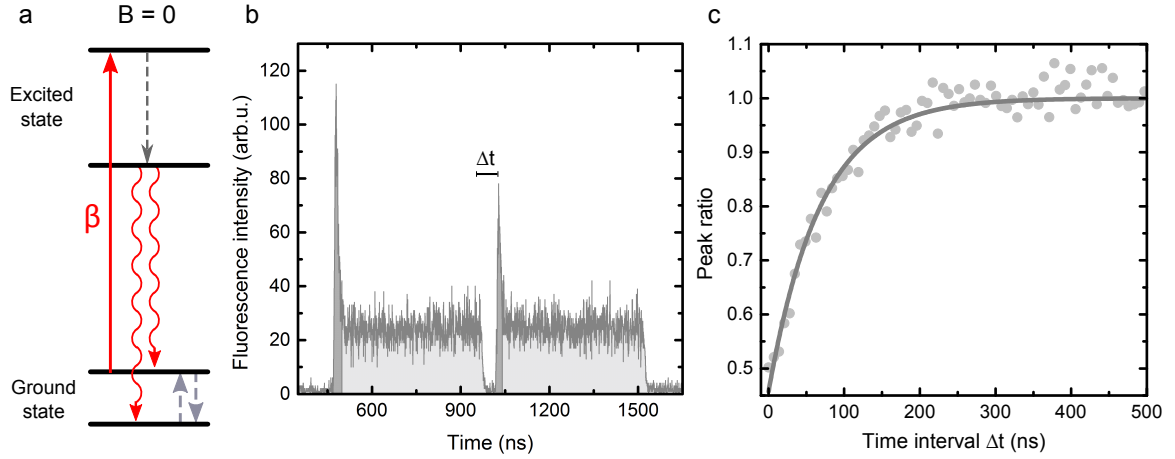 a
B = 0
Excited
state
β
Ground
state
b
Fluorescence intensity (arb.u.)
120
100
80
60
40
20
0
Δt
600
900
1200
1500
Time (ns)
c
Peak ratio
1.1
1.0
0.9
0.8
0.7
0.6
0.5
0
100
200
300
400
500
Time interval Δt (ns)